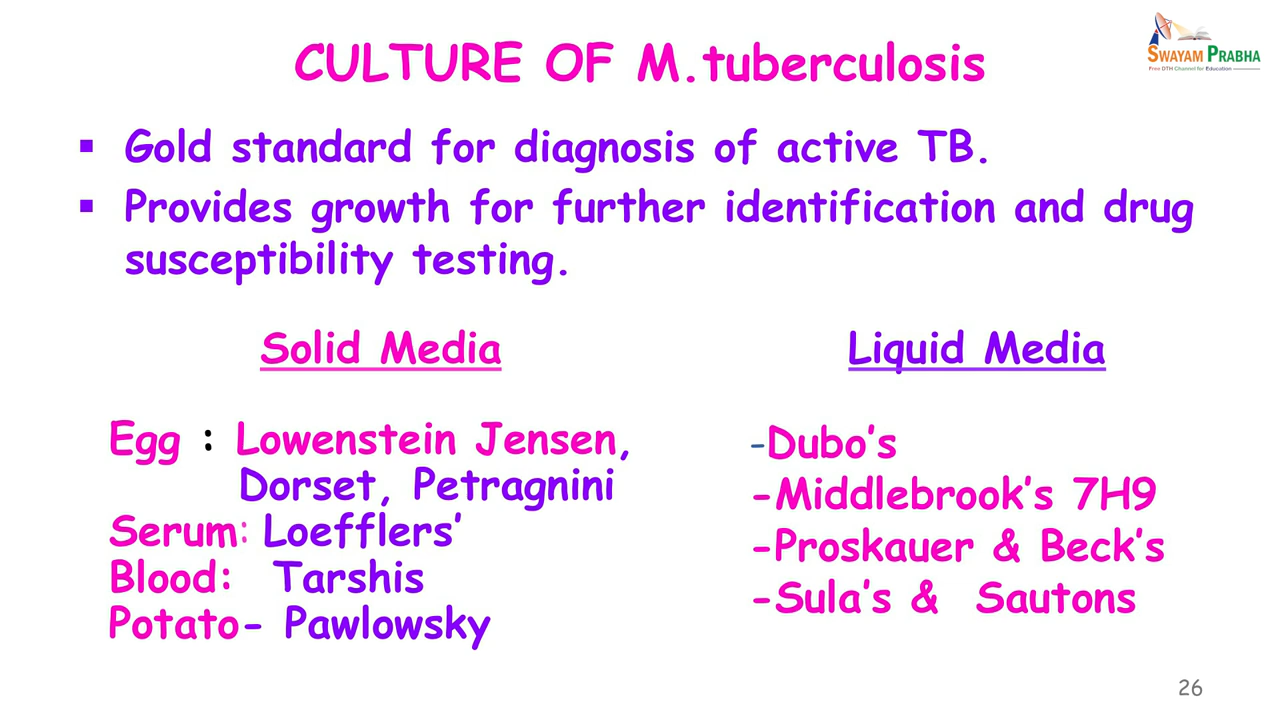 CULTURE OF M.tuberculosis
SWAYAM PRABHA
Free DTH Channel for Education
▪ Gold standard for diagnosis of active TB.
▪ Provides growth for further identification and drug
susceptibility testing.
Solid Media
Egg : Lowenstein Jensen,
Dorset, Petragnini
Serum: Loefflers’
Blood: Tarshis
Potato- Pawlowsky
Liquid Media
-Dubo’s
-Middlebrook’s 7H9
-Proskauer & Beck’s
-Sula’s & Sautons
26